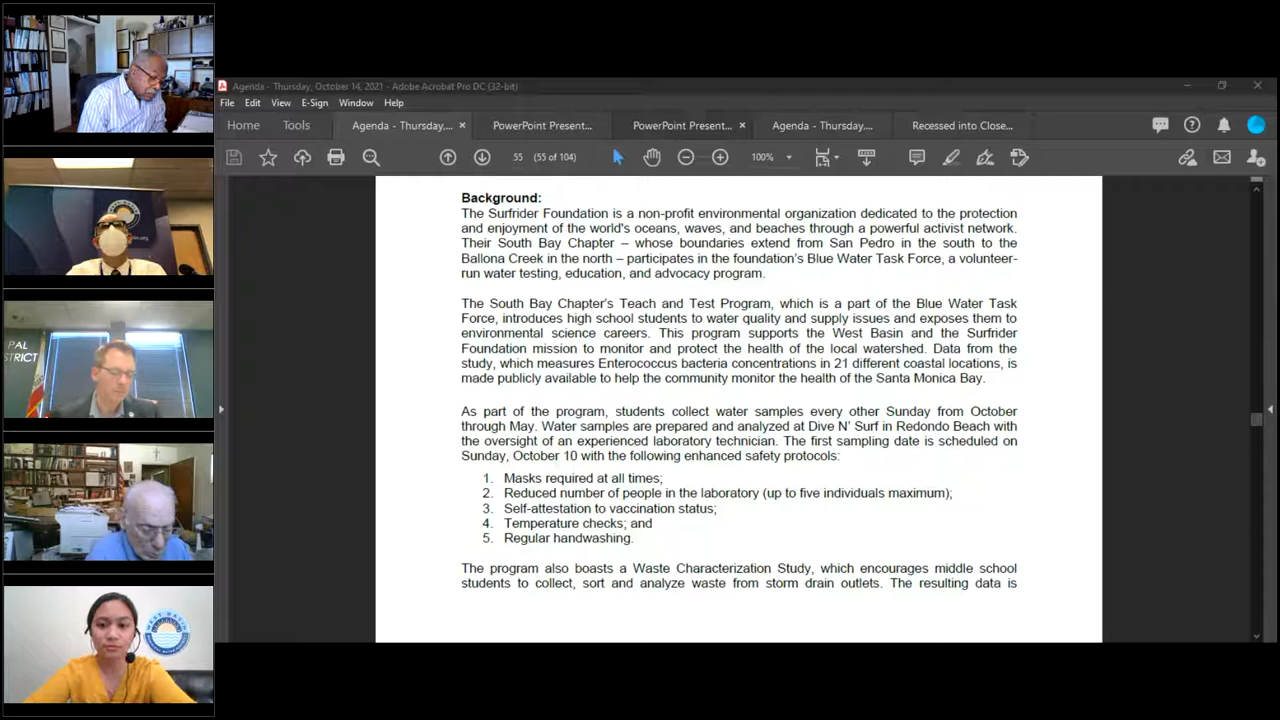 Agenda - Thursday, October 14, 2021 - Adobe Acrobat Pro DC (32-bit)
File Edit View E-Sign Window Help
Home Tools Agenda - Thursday,... PowerPoint Present... PowerPoint Present... Agenda - Thursday,... Recessed into Close...
55 (55 of 104) 100%
Background:
The Surfrider Foundation is a non-profit environmental organization dedicated to the protection
and enjoyment of the world's oceans, waves, and beaches through a powerful activist network.
Their South Bay Chapter – whose boundaries extend from San Pedro in the south to the
Ballona Creek in the north – participates in the foundation's Blue Water Task Force, a volunteer-
run water testing, education, and advocacy program.
The South Bay Chapter's Teach and Test Program, which is a part of the Blue Water Task
Force, introduces high school students to water quality and supply issues and exposes them to
environmental science careers. This program supports the West Basin and the Surfrider
Foundation mission to monitor and protect the health of the local watershed. Data from the
study, which measures Enterococcus bacteria concentrations in 21 different coastal locations, is
made publicly available to help the community monitor the health of the Santa Monica Bay.
As part of the program, students collect water samples every other Sunday from October
through May. Water samples are prepared and analyzed at Dive N' Surf in Redondo Beach with
the oversight of an experienced laboratory technician. The first sampling date is scheduled on
Sunday, October 10 with the following enhanced safety protocols:
1. Masks required at all times;
2. Reduced number of people in the laboratory (up to five individuals maximum);
3. Self-attestation to vaccination status;
4. Temperature checks; and
5. Regular handwashing.
The program also boasts a Waste Characterization Study, which encourages middle school
students to collect, sort and analyze waste from storm drain outlets. The resulting data is
PAL
STRICT
WEST BASIN